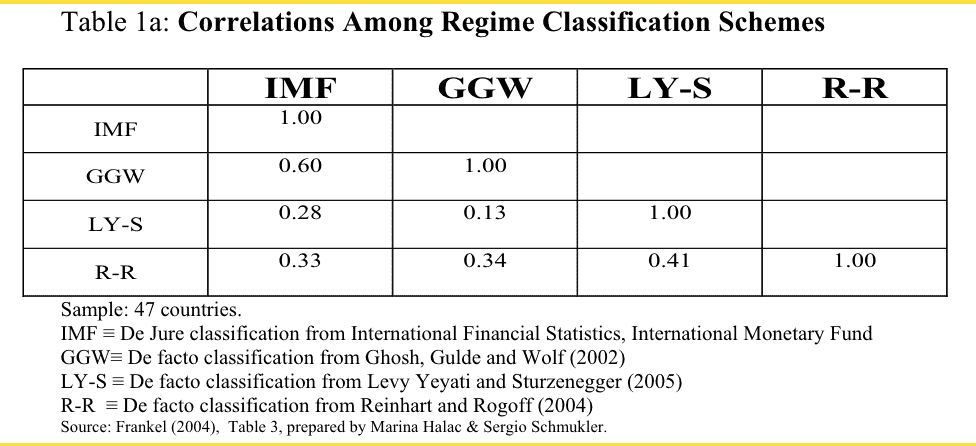 Table 1a: Correlations Among Regime Classification Schemes
IMF GGW LY-S R-R
IMF 1.00
GGW 0.60 1.00
LY-S 0.28 0.13 1.00
R-R 0.33 0.34 0.41 1.00
Sample: 47 countries.
IMF ≡ De Jure classification from International Financial Statistics, International Monetary Fund
GGW≡ De facto classification from Ghosh, Gulde and Wolf (2002)
LY-S ≡ De facto classification from Levy Yeyati and Sturzenegger (2005)
R-R ≡ De facto classification from Reinhart and Rogoff (2004)
Source: Frankel (2004), Table 3, prepared by Marina Halac & Sergio Schmukler.